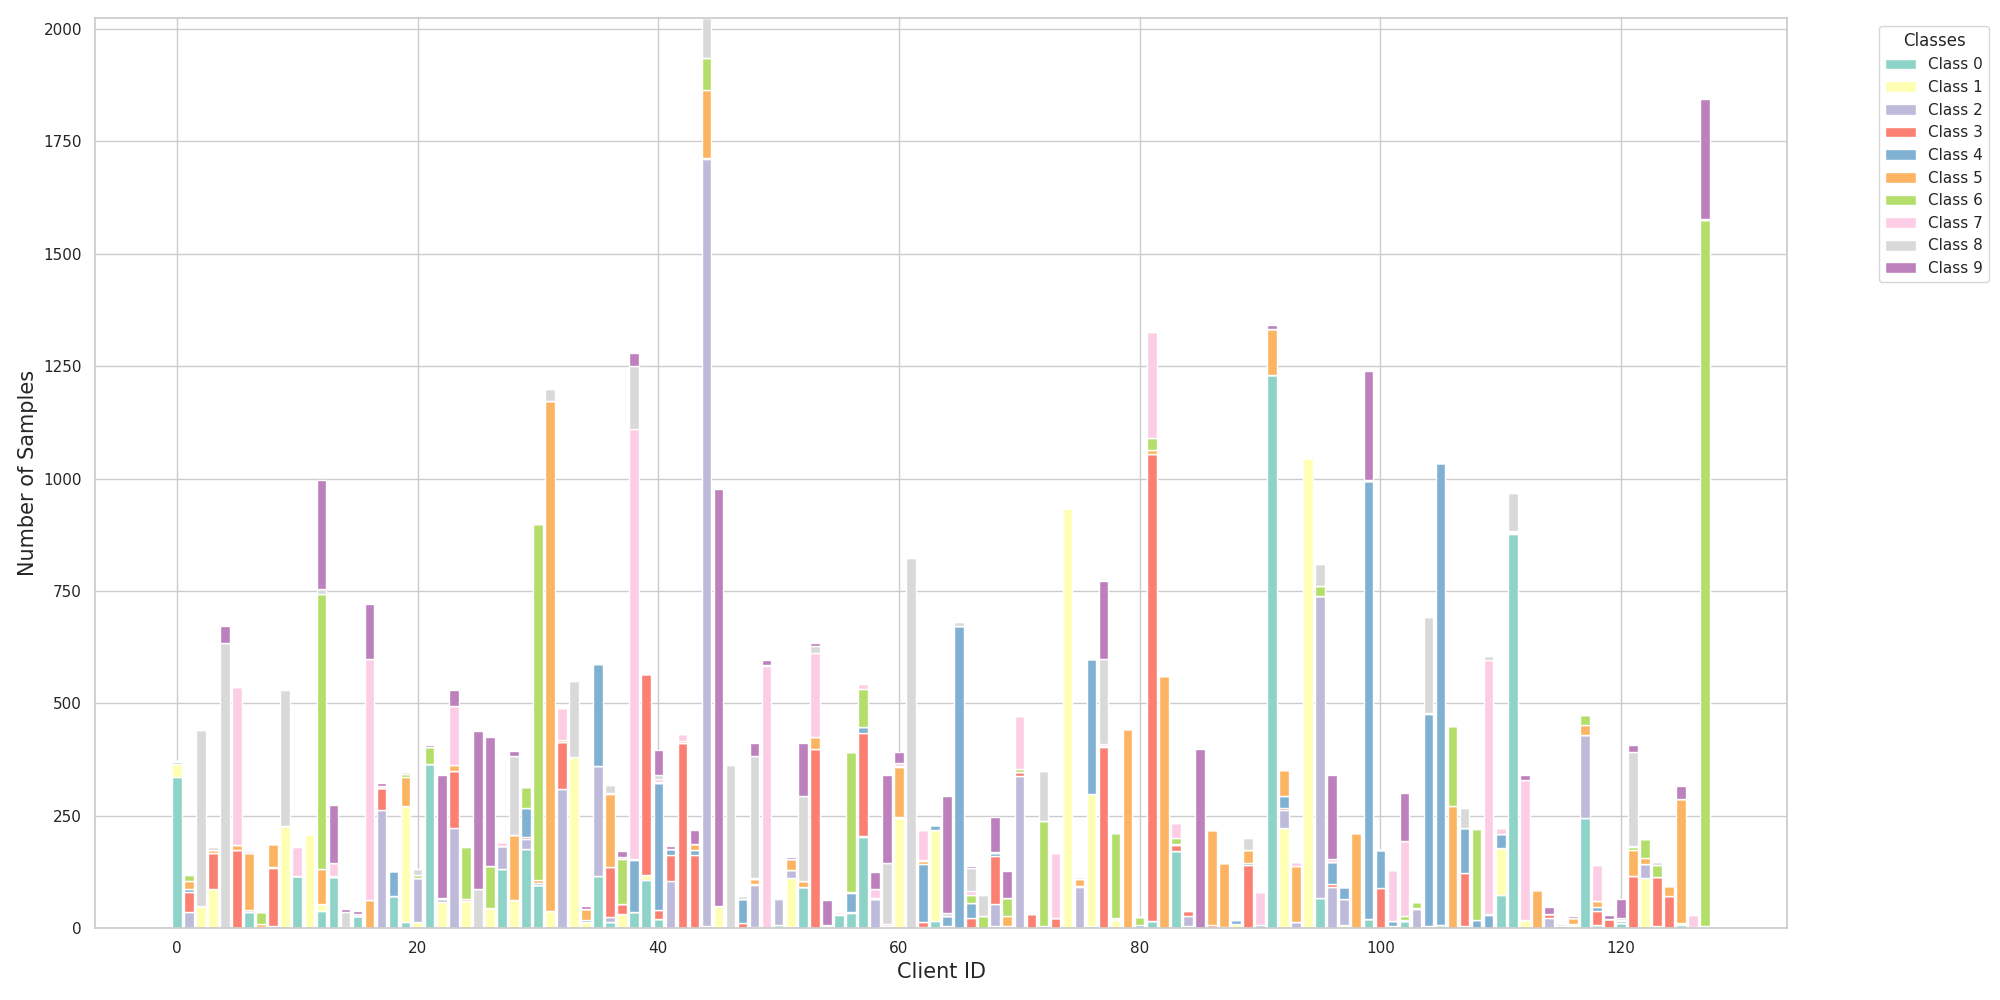 2000
1750
1500
1250
1000
750
500
250
0
Number of Samples
0 20 40 60 80 100 120
Client ID
Classes
Class 0
Class 1
Class 2
Class 3
Class 4
Class 5
Class 6
Class 7
Class 8
Class 9